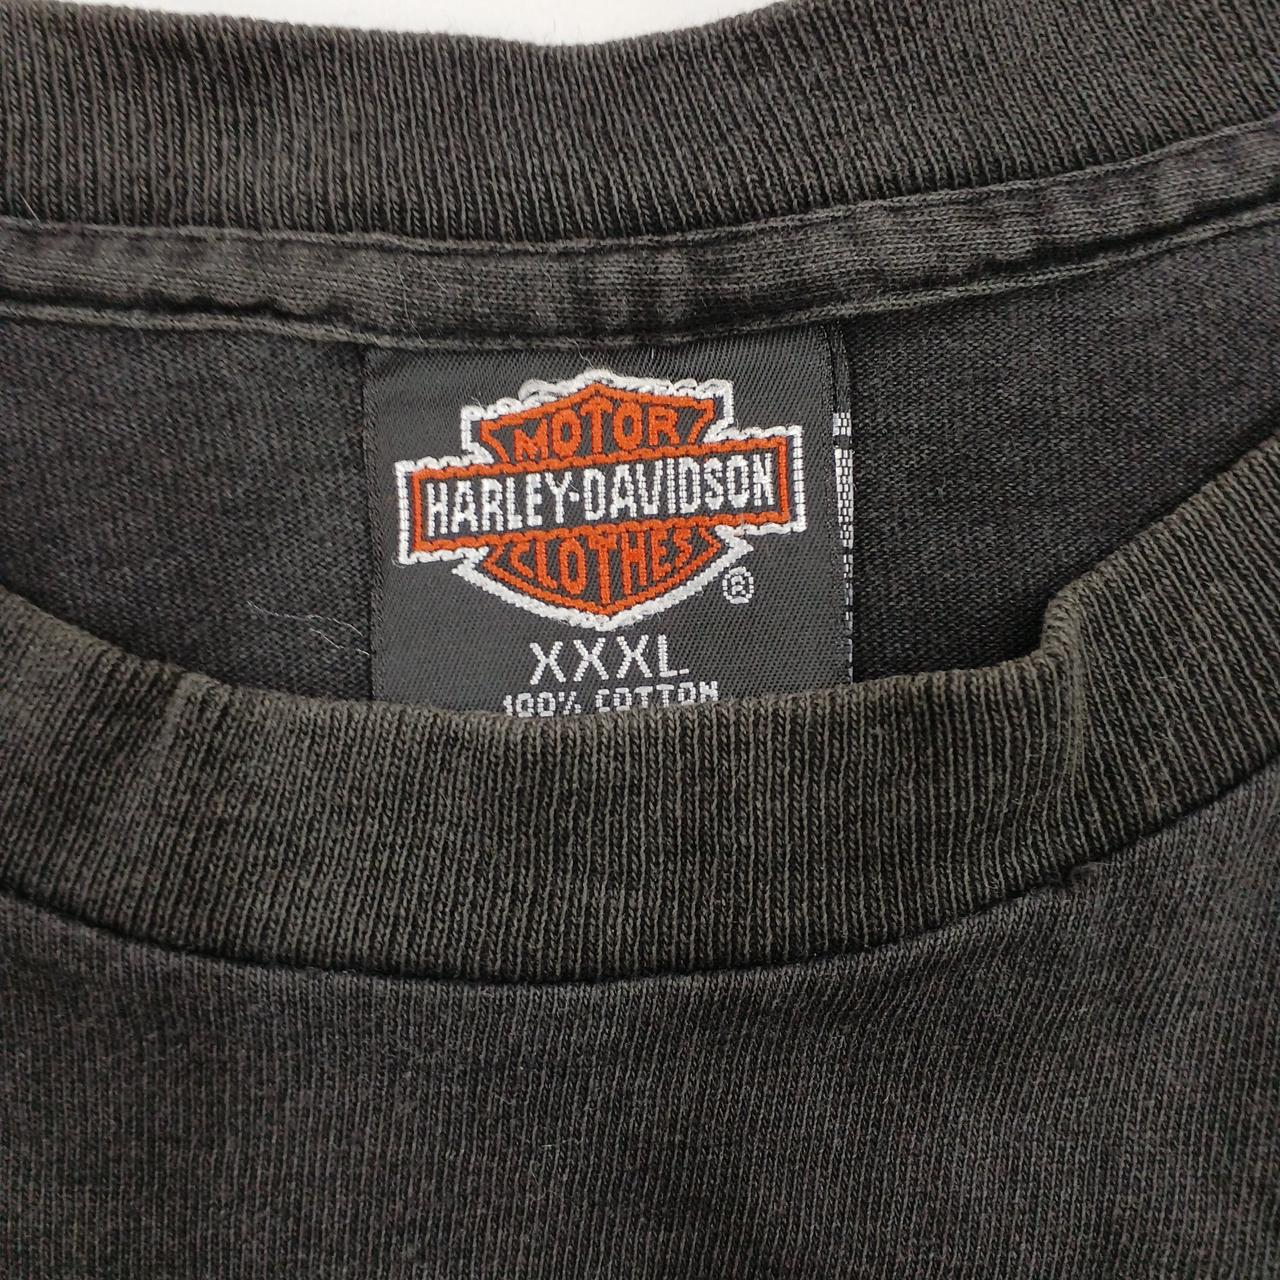 MOTOR
HARLEY-DAVIDSON
CLOTHES
®
XXXL
100% COTTON